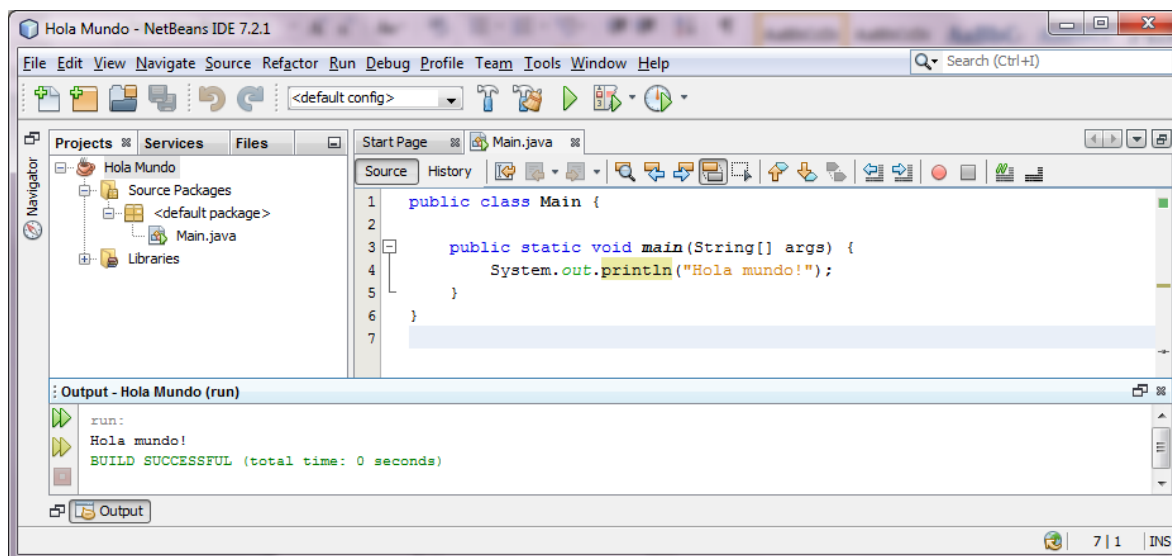 Hola Mundo - NetBeans IDE 7.2.1
File Edit View Navigate Source Refactor Run Debug Profile Team Tools Window Help
Search (Ctrl+I)
<default config>
Navigator
Projects Services Files
Hola Mundo
Source Packages
<default package>
Main.java
Libraries
Start Page Main.java
Source History
1 public class Main {
2
3 public static void main(String[] args) {
4 System.out.println("Hola mundo!");
5 }
6 }
7
Output - Hola Mundo (run)
run:
Hola mundo!
BUILD SUCCESSFUL (total time: 0 seconds)
Output
7 | 1 INS